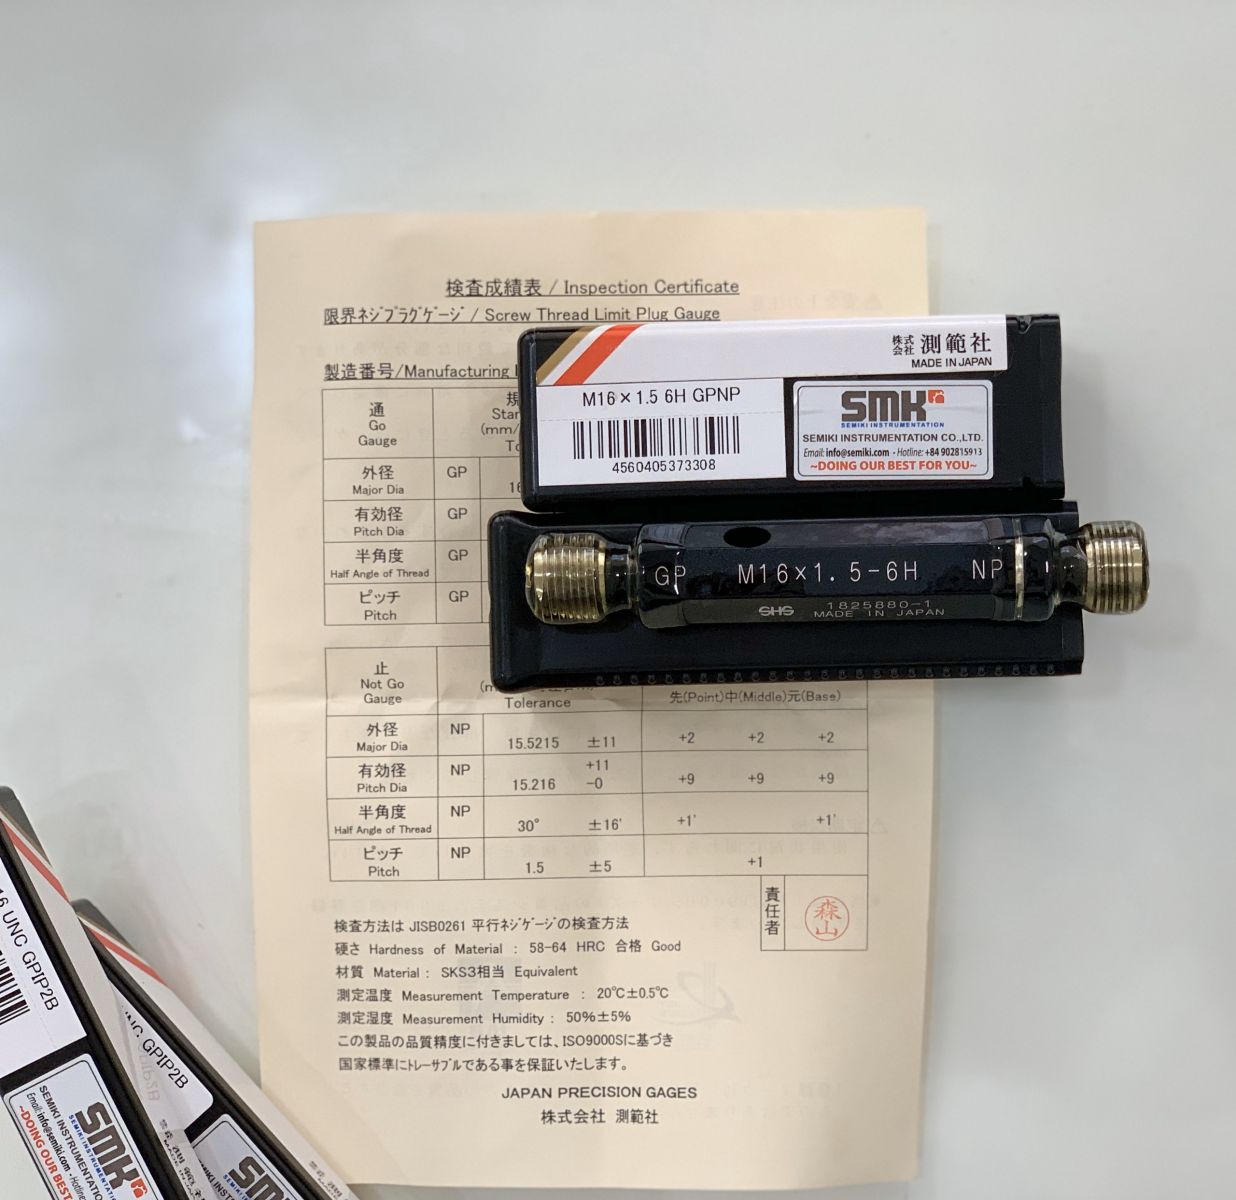 検査成績表 / Inspection Certificate
限界ネジプラグゲージ / Screw Thread Limit Plug Gauge
製造番号/Manufacturing
通
Go
Gauge
外径
Major Dia
GP
有効径
Pitch Dia
GP
半角度
Half Angle of Thread
GP
ピッチ
Pitch
GP
株式会社 測範社
MADE IN JAPAN
M16×1.5 6H GPNP
4560405373308
SMK
SEMIKI INSTRUMENTATION
SEMIKI INSTRUMENTATION CO.,LTD.
Email: info@semiki.com - Hotline: +84 902815913
~DOING OUR BEST FOR YOU~
GP M16×1.5-6H NP
SHS 1825880-1
MADE IN JAPAN
止
Not Go
Gauge
Tolerance
先(Point)中(Middle)元(Base)
外径
Major Dia
NP 15.5215 ±11 +2 +2 +2
有効径
Pitch Dia
NP 15.216 +11 -0 +9 +9 +9
半角度
Half Angle of Thread
NP 30° ±16' +1' +1'
ピッチ
Pitch
NP 1.5 ±5 +1
責任者
森山
検査方法は JISB0261 平行ネジゲージの検査方法
硬さ Hardness of Material : 58-64 HRC 合格 Good
材質 Material : SKS3相当 Equivalent
測定温度 Measurement Temperature : 20℃±0.5℃
測定湿度 Measurement Humidity : 50%±5%
この製品の品質精度に付きましては、ISO9000Sに基づき
国家標準にトレーサブルである事を保証いたします。
JAPAN PRECISION GAGES
株式会社 測範社
UNC GPIP2B
SMK
SEMIKI INSTRUMENTATION
Email: info@semiki.com - Hotline
~DOING OUR BEST
GPIP2B
SMK